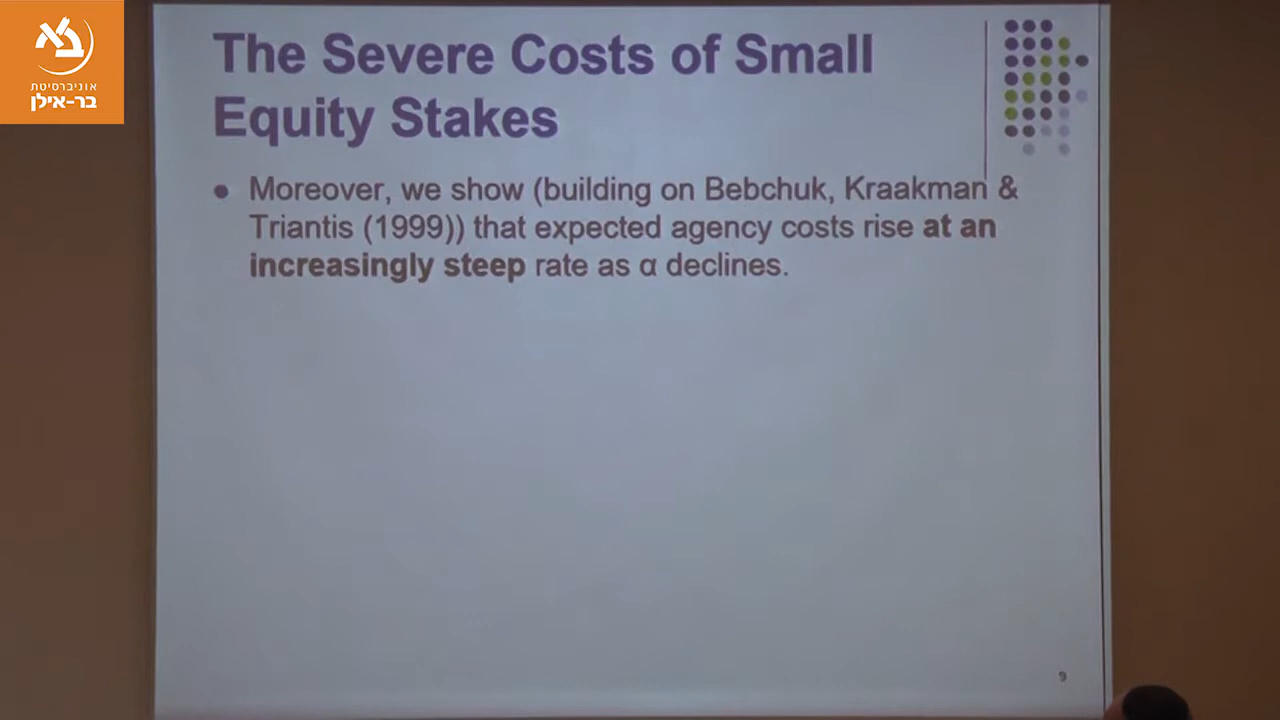 אוניברסיטת
בר-אילן
The Severe Costs of Small
Equity Stakes
• Moreover, we show (building on Bebchuk, Kraakman &
Triantis (1999)) that expected agency costs rise at an
increasingly steep rate as α declines.
9